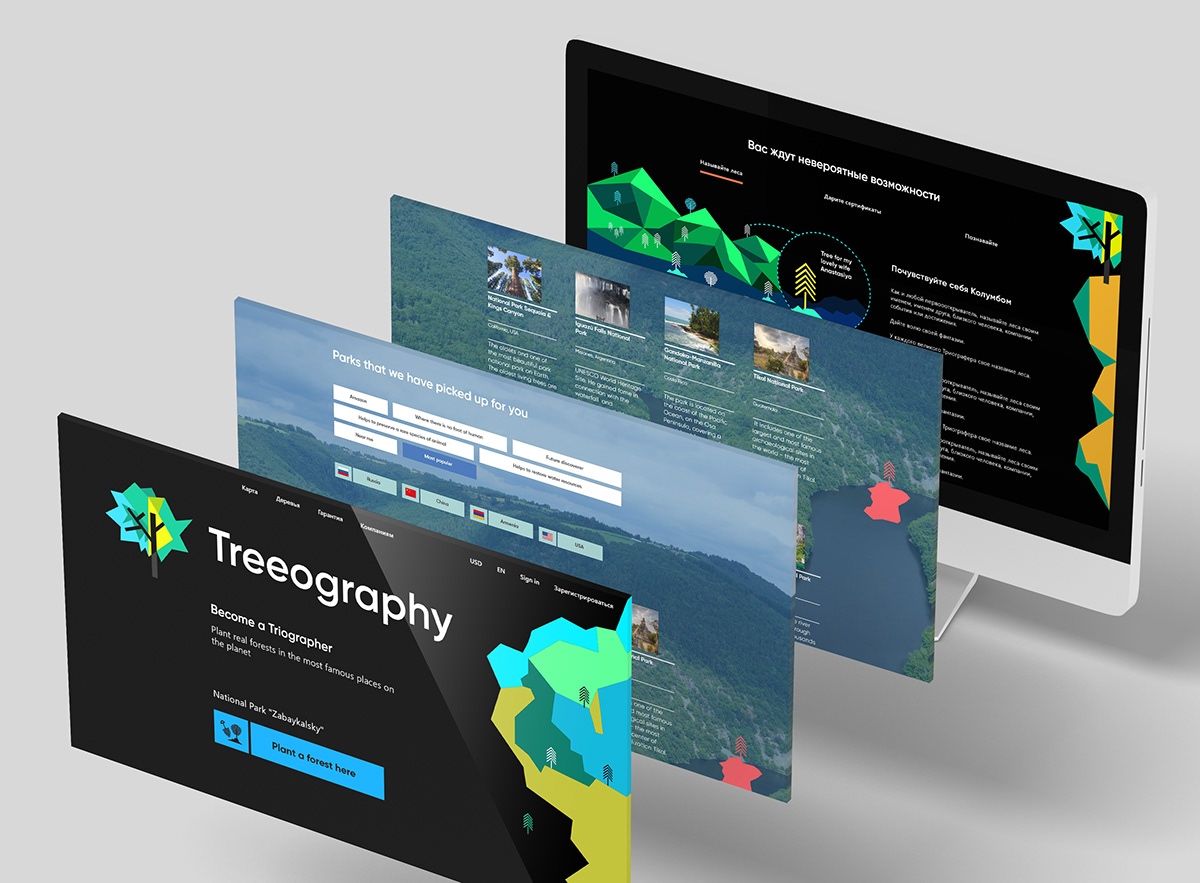 Вас ждут невероятные возможности
Называйте леса
Дарите сертификаты
Познавайте
Tree for my
lovely wife
Anastasiya
Почувствуйте себя Колумбом
Как и любой первооткрыватель, называйте леса своим
именем, именем друга, близкого человека, компании,
события или достижения.
Дайте волю своей фантазии.
У каждого великого Триографера свое название леса.
National Park Sequoia &
Kings Canyon
California, USA
The oldests and one of
the most beautiful park
national park on Earth.
The oldest living trees are
Iguazú Falls National
Park
Misiones, Argentina
UNESCO World Heritage
Site. He gained fame in
connection with the
waterfall and
Gandoka-Manzanilla
National Park
Costa Rica
The park is located on
the coast of the Pacific
Ocean, on the Osa
Peninsula, covering a
Tikal National Park
Guatemala
It includes one of the
largest and most famous
archaeological sites in
the world - the most
Tikal.
Parks that we have picked up for you
Amazon
Where there is no foot of human
Future discoverer
Helps to preserve a rare species of animal
Helps to restore water resources
Near me
Most popular
Russia
China
Armenia
USA
Карта
Деревья
Гарантия
Компаниям
USD
EN
Sign in
Зарегистрироваться
Treeography
Become a Triographer
Plant real forests in the most famous places on
the planet
National Park "Zabaykalsky"
Plant a forest here